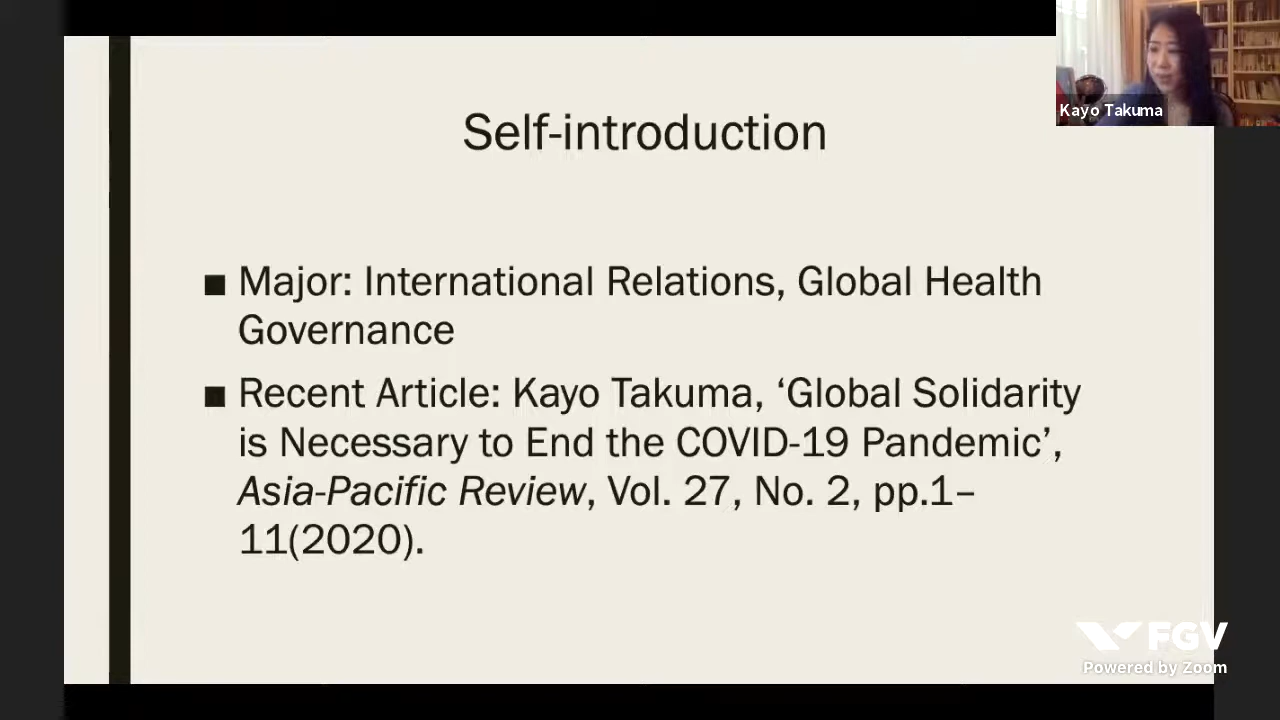 Kayo Takuma
Self-introduction
■ Major: International Relations, Global Health
Governance
■ Recent Article: Kayo Takuma, ‘Global Solidarity
is Necessary to End the COVID-19 Pandemic’,
Asia-Pacific Review, Vol. 27, No. 2, pp.1–
11(2020).
FGV
Powered by Zoom